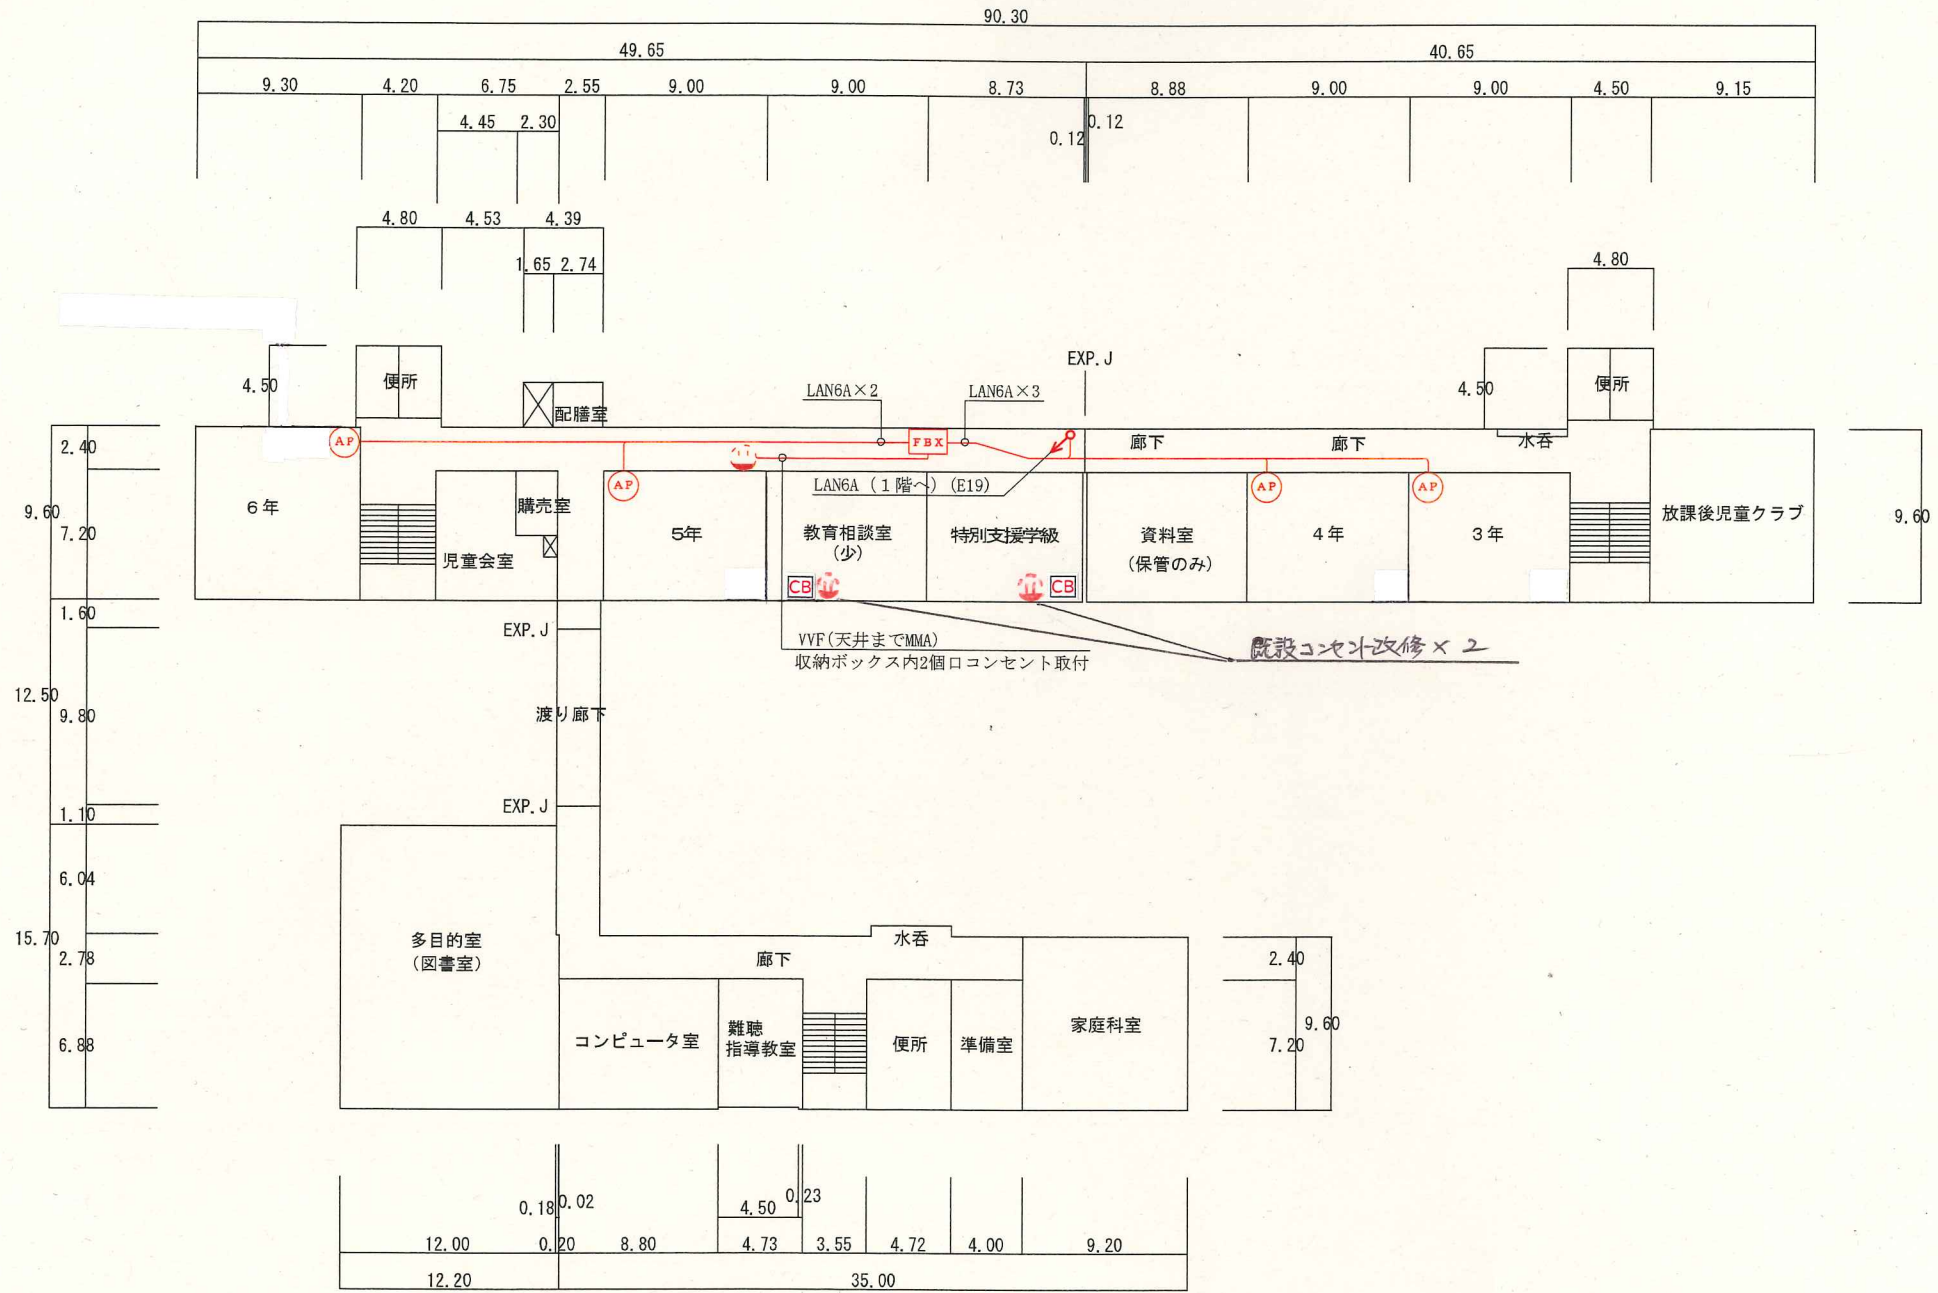 90.30
49.65 40.65
9.30 4.20 6.75 2.55 9.00 9.00 8.73 8.88 9.00 9.00 4.50 9.15
4.45 2.30 0.12
0.12
4.80 4.53 4.39
1.65 2.74 4.80
EXP.J
4.50 便所 LAN6A×2 LAN6A×3 4.50 便所
配膳室
2.40 AP FBX 廊下 廊下 水呑
AP LAN6A（1階へ）(E19) AP AP
9.60 7.20 6年 購売室 5年 教育相談室 特別支援学級 資料室 4年 3年 放課後児童クラブ 9.60
児童会室 (少) (保管のみ)
CB CB
1.60 EXP.J VVF(天井までMMA) 既設コンセント改修×2
収納ボックス内2個口コンセント取付
12.50 9.80 渡り廊下
1.10 EXP.J
6.04
15.70 2.78 多目的室 廊下 水呑 2.40
(図書室)
6.88 コンピュータ室 難聴 便所 準備室 家庭科室 7.20 9.60
指導教室
0.18 0.02 4.50 0.23
12.00 0.20 8.80 4.73 3.55 4.72 4.00 9.20
12.20 35.00